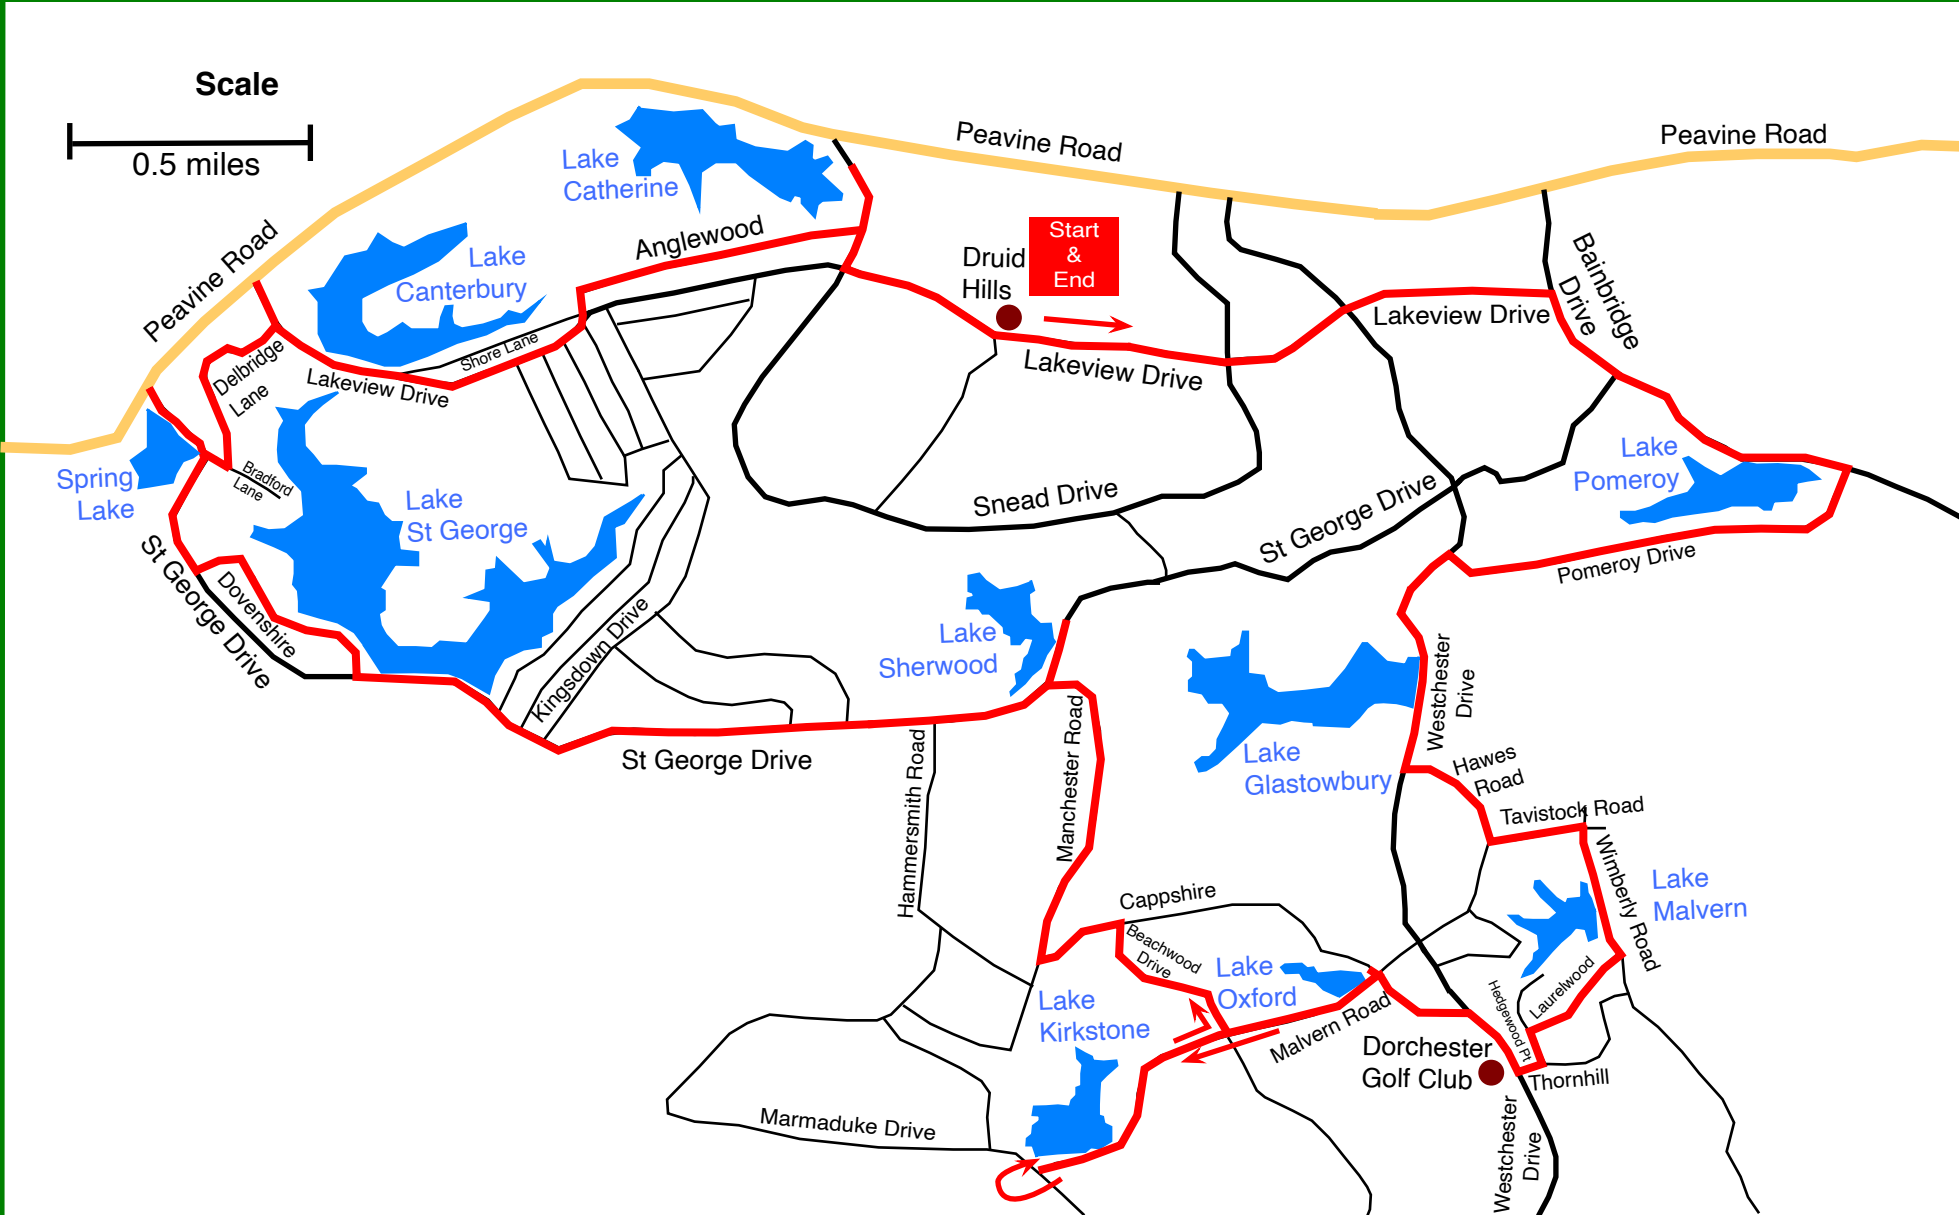 Scale
0.5 miles
Peavine Road
Peavine Road
Peavine Road
Lake
Catherine
Anglewood
Lake
Canterbury
Druid
Hills
Start
&
End
Bainbridge
Drive
Lakeview Drive
Lakeview Drive
Shore Lane
Delbridge
Lane
Lakeview Drive
Spring
Lake
Bradford
Lane
Lake
St George
Snead Drive
St George Drive
Lake
Pomeroy
Pomeroy Drive
St George Drive
Dovenshire
Kingsdown Drive
Lake
Sherwood
Westchester
Drive
St George Drive
Hammersmith Road
Manchester Road
Lake
Glastowbury
Hawes
Road
Tavistock Road
Wimberly Road
Lake
Malvern
Cappshire
Beachwood
Drive
Lake
Oxford
Lake
Kirkstone
Malvern Road
Hedgewood Pt
Laurelwood
Dorchester
Golf Club
Thornhill
Marmaduke Drive
Westchester
Drive